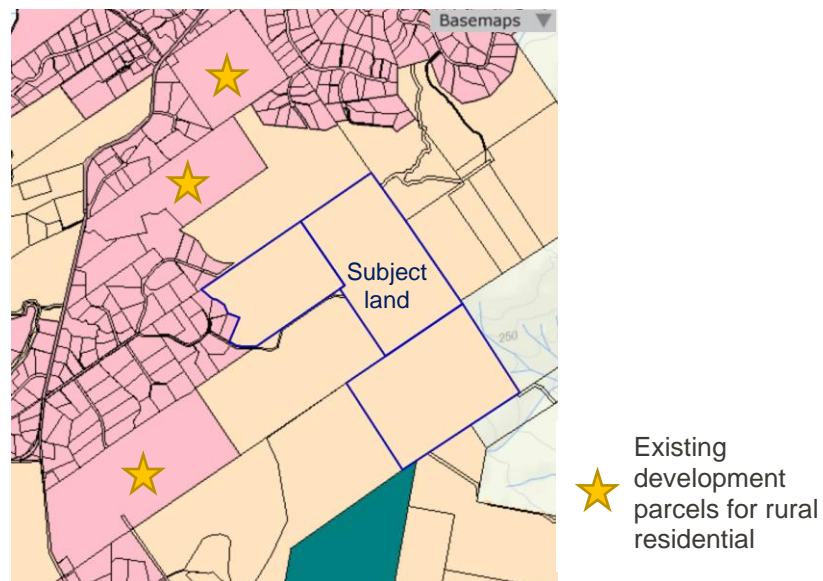 Basemaps ▼
Subject
land
250
Existing
development
parcels for rural
residential